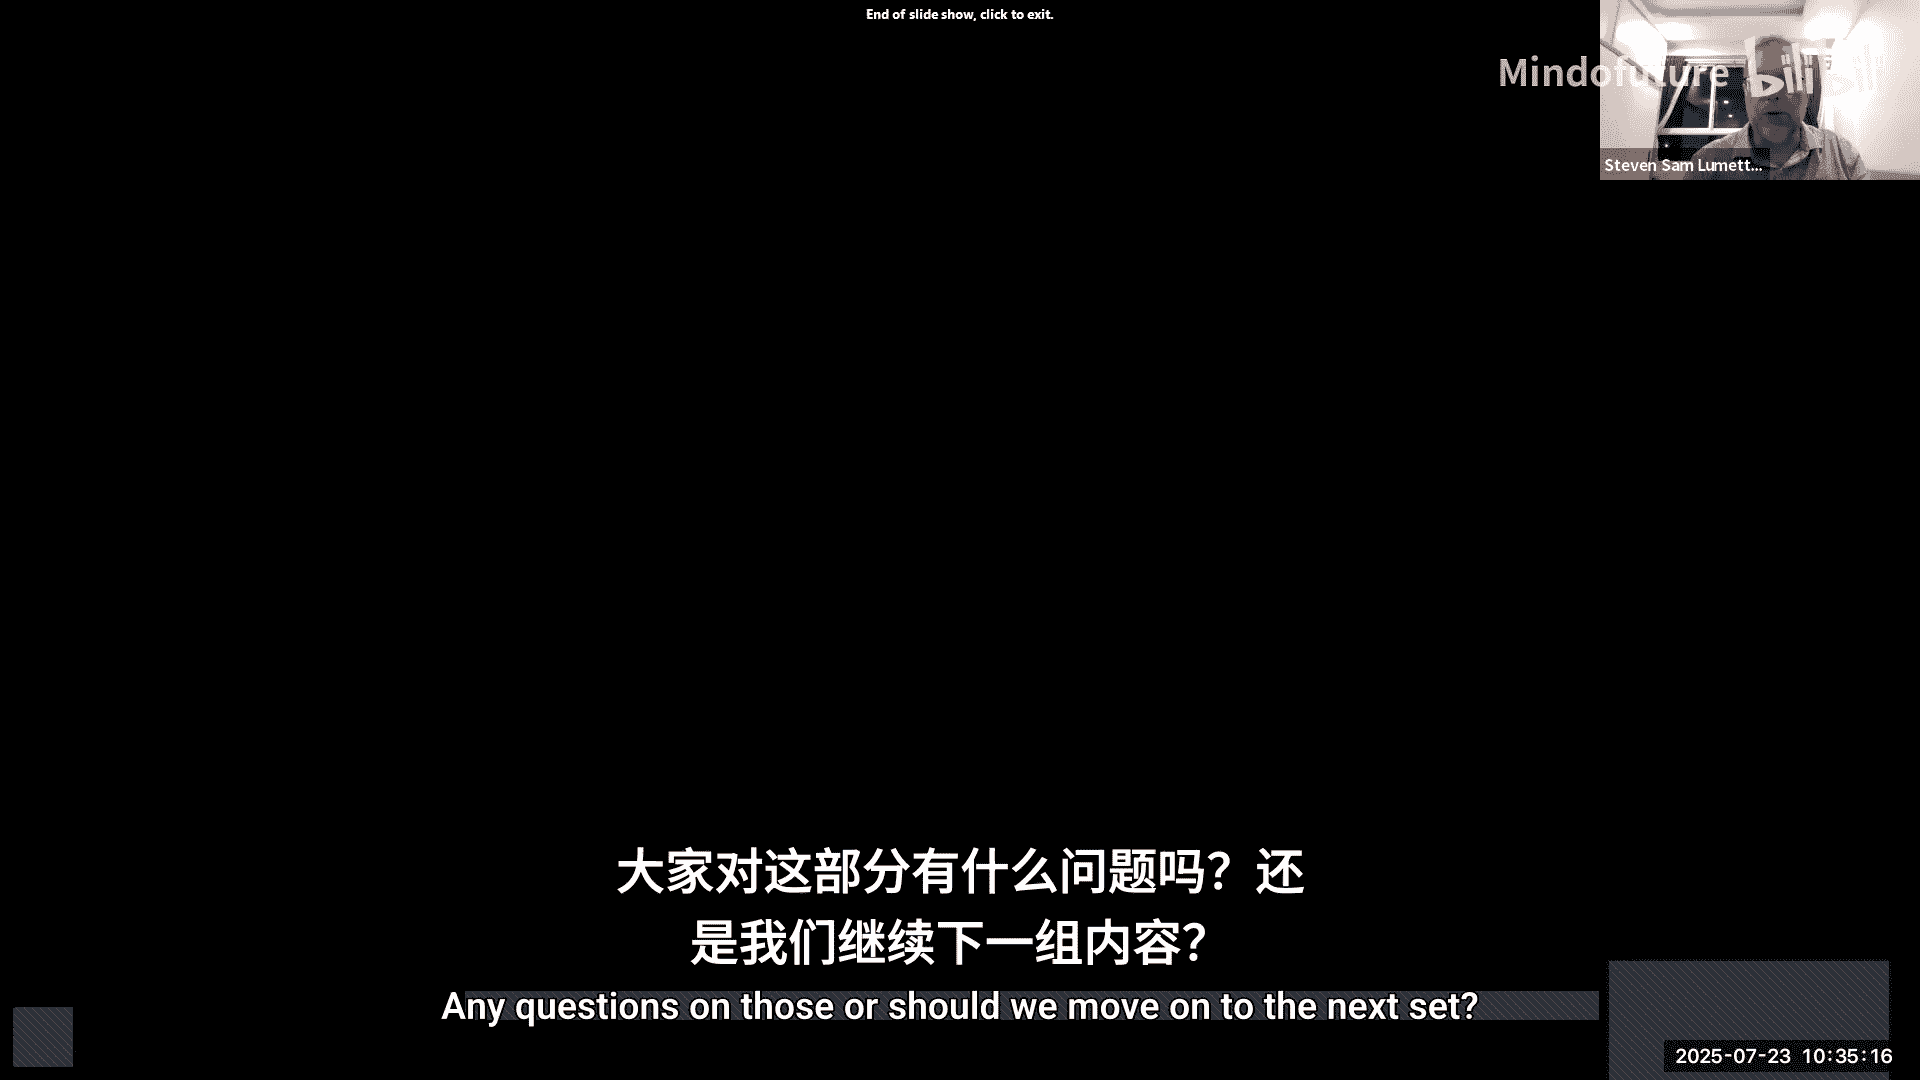 End of slide show, click to exit.
Mindofuture bilibili
Steven Sam Lumett...
大家对这部分有什么问题吗？还
是我们继续下一组内容？
Any questions on those or should we move on to the next set?
2025-07-23 10:35:16